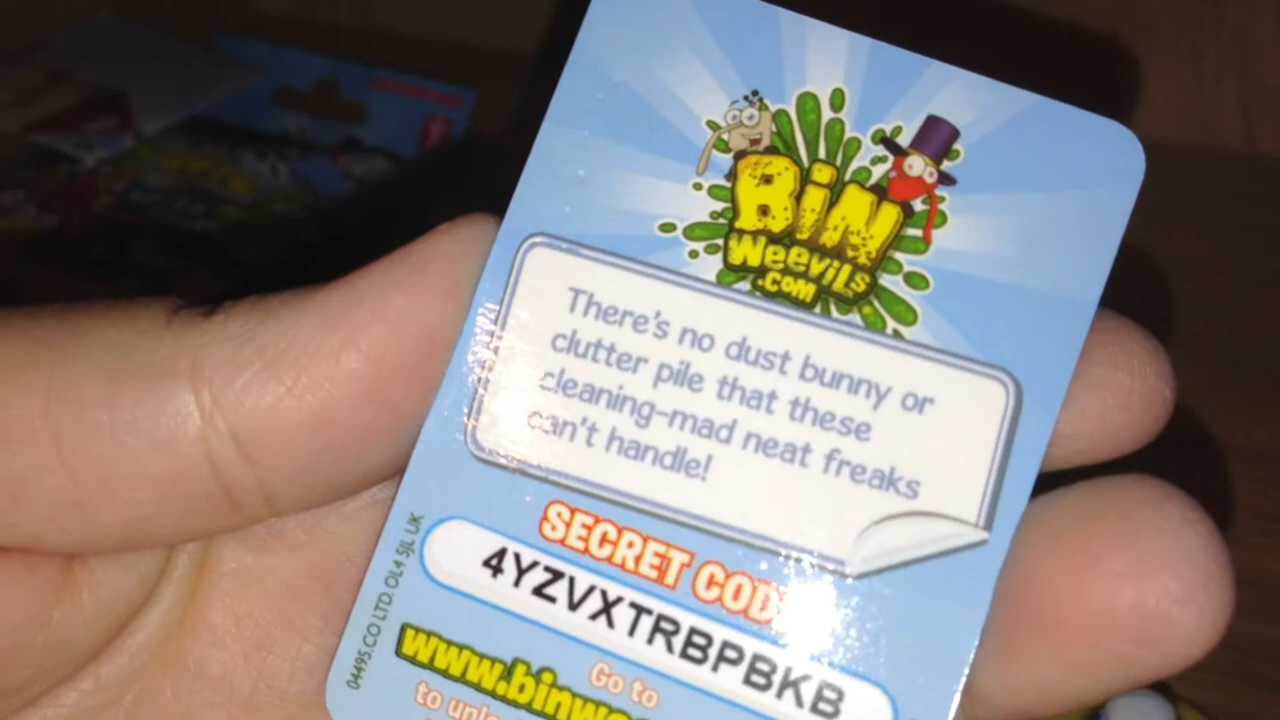 BiN
WeeviLs
.COM
There's no dust bunny or
clutter pile that these
cleaning-mad neat freaks
can't handle!
SECRET COD
4YZVXTRBPBKB
Go to
www.binwe
to unlo
04495.CO LTD. OL4 5JL UK